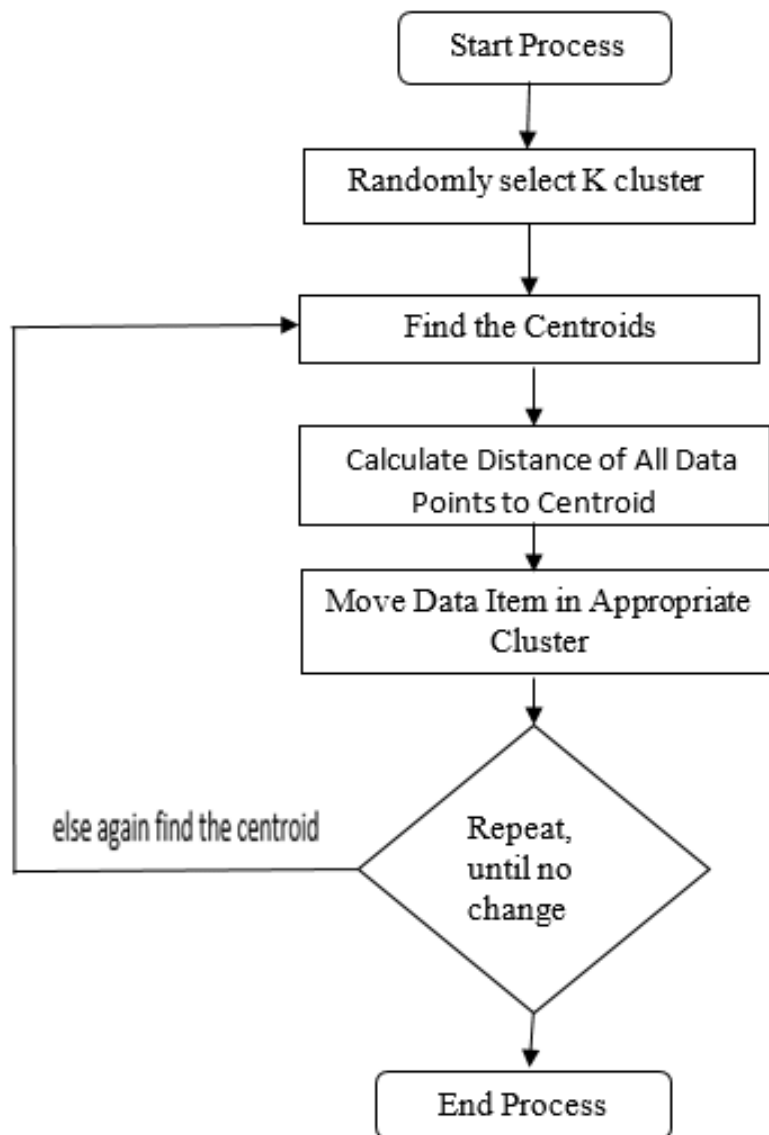 Start Process
Randomly select K cluster
Find the Centroids
Calculate Distance of All Data
Points to Centroid
Move Data Item in Appropriate
Cluster
else again find the centroid
Repeat,
until no
change
End Process